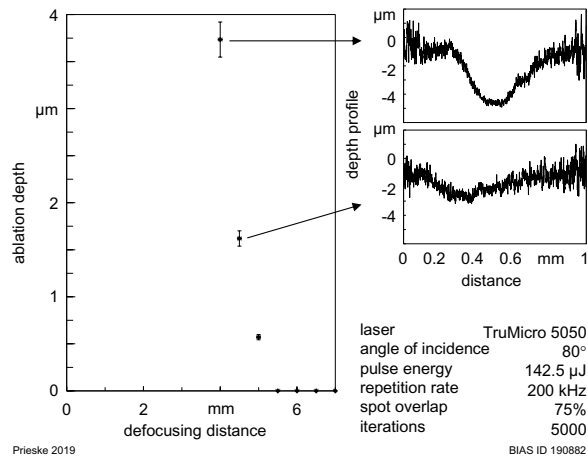 4
µm
2
1
0
ablation depth
0 2 mm 6
defocusing distance
µm
0
-2
-4
µm
0
-2
-4
depth profile
0 0.2 0.4 0.6 mm 1
distance
laser TruMicro 5050
angle of incidence 80°
pulse energy 142.5 µJ
repetition rate 200 kHz
spot overlap 75%
iterations 5000
Prieske 2019
BIAS ID 190882